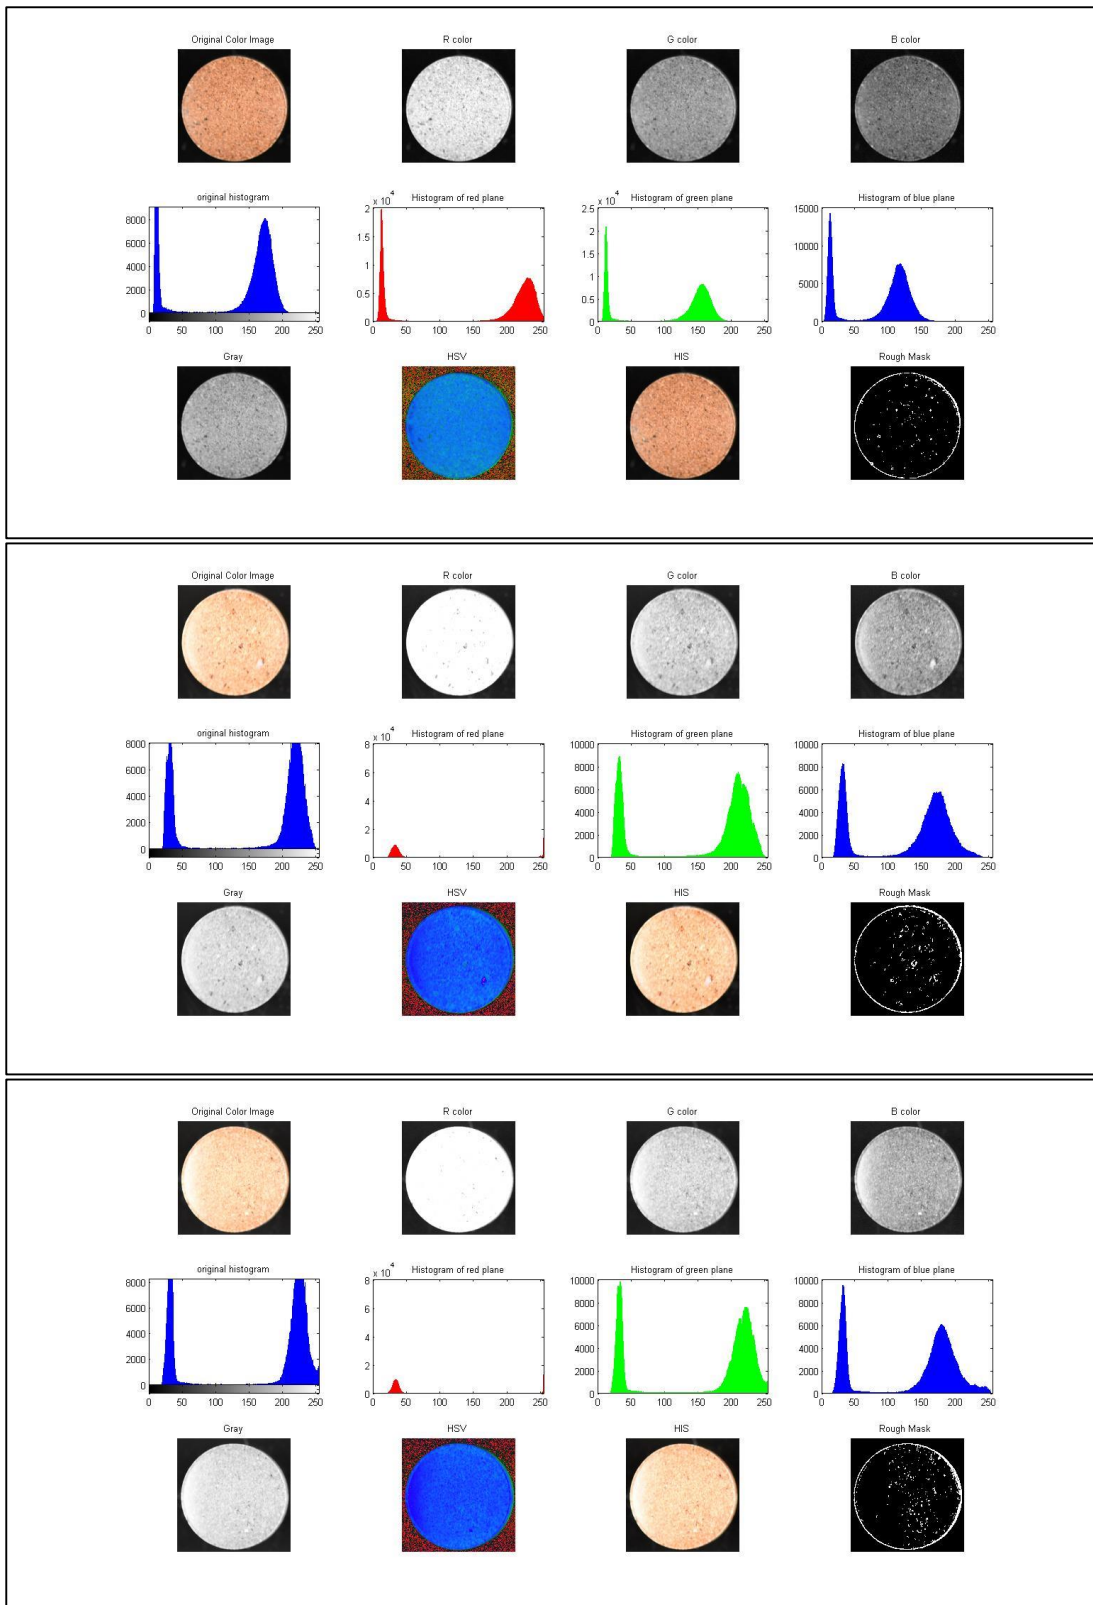 Original Color Image R color G color B color
original histogram Histogram of red plane Histogram of green plane Histogram of blue plane
x 10^4 x 10^4
8000 2 2.5 15000
6000 1.5 2 10000
4000 1 1.5 5000
2000 0.5 1 0
0 0 0.5
0
0 50 100 150 200 250 0 50 100 150 200 250 0 50 100 150 200 250 0 50 100 150 200 250
Gray HSV HIS Rough Mask
Original Color Image R color G color B color
original histogram Histogram of red plane Histogram of green plane Histogram of blue plane
x 10^4
8000 8 10000 10000
6000 6 8000 8000
4000 4 6000 6000
2000 2 4000 4000
0 0 2000 2000
0 0
0 50 100 150 200 250 0 50 100 150 200 250 0 50 100 150 200 250 0 50 100 150 200 250
Gray HSV HIS Rough Mask
Original Color Image R color G color B color
original histogram Histogram of red plane Histogram of green plane Histogram of blue plane
x 10^4
8000 8 10000 10000
6000 6 8000 8000
4000 4 6000 6000
2000 2 4000 4000
0 0 2000 2000
0 0
0 50 100 150 200 250 0 50 100 150 200 250 0 50 100 150 200 250 0 50 100 150 200 250
Gray HSV HIS Rough Mask